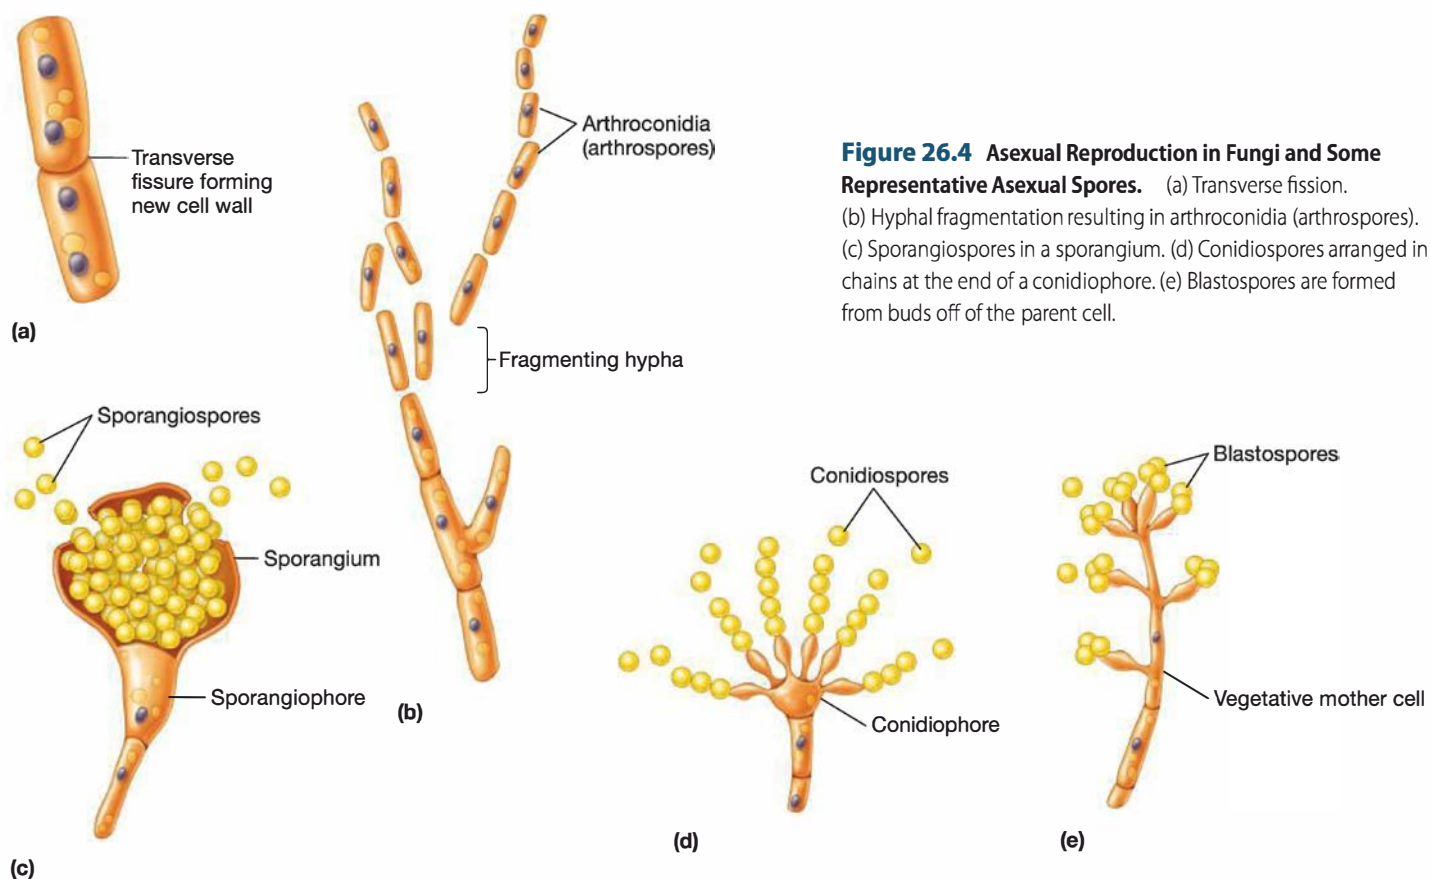 Transverse
fissure forming
new cell wall
(a)
Arthroconidia
(arthrospores)
Fragmenting hypha
(b)
Figure 26.4 Asexual Reproduction in Fungi and Some
Representative Asexual Spores. (a) Transverse fission.
(b) Hyphal fragmentation resulting in arthroconidia (arthrospores).
(c) Sporangiospores in a sporangium. (d) Conidiospores arranged in
chains at the end of a conidiophore. (e) Blastospores are formed
from buds off of the parent cell.
Sporangiospores
Sporangium
Sporangiophore
(c)
Conidiospores
Conidiophore
(d)
Blastospores
Vegetative mother cell
(e)